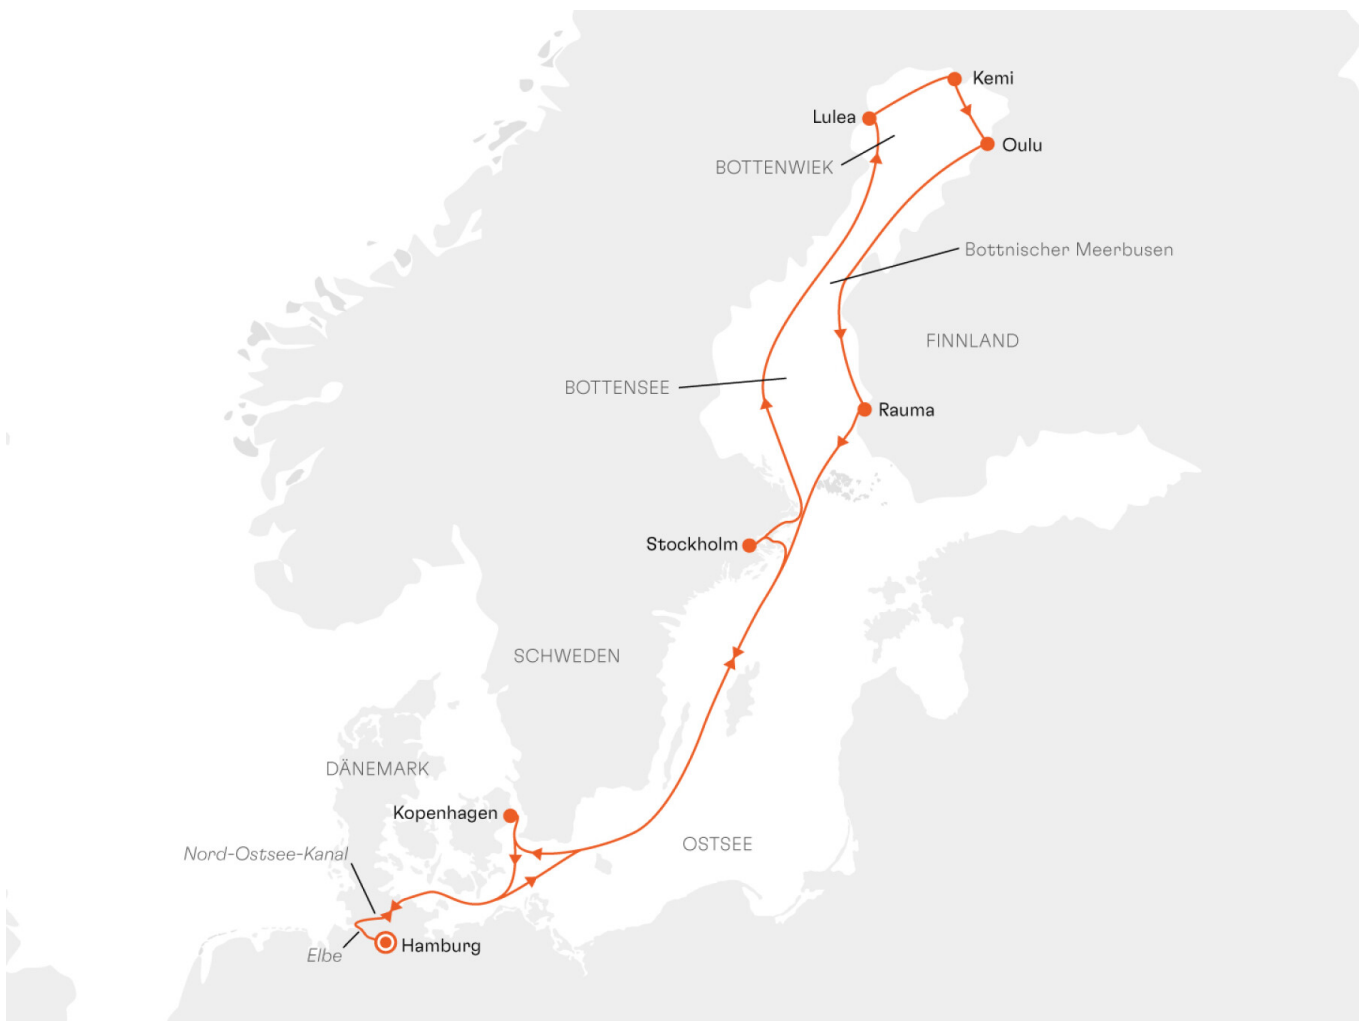 Kemi
Lulea
Oulu
BOTTENWIEK
Bottnischer Meerbusen
FINNLAND
BOTTENSEE
Rauma
Stockholm
SCHWEDEN
DÄNEMARK
Kopenhagen
OSTSEE
Nord-Ostsee-Kanal
Hamburg
Elbe